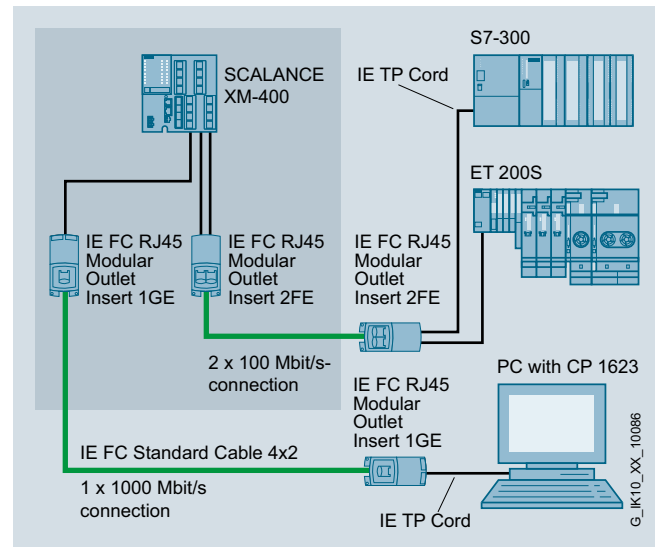 S7-300
IE TP Cord
SCALANCE
XM-400
ET 200S
IE FC RJ45
Modular
Outlet
Insert 1GE
IE FC RJ45
Modular
Outlet
Insert 2FE
IE FC RJ45
Modular
Outlet
Insert 2FE
2 x 100 Mbit/s-
connection
PC with CP 1623
IE FC RJ45
Modular
Outlet
Insert 1GE
IE FC Standard Cable 4x2
1 x 1000 Mbit/s
connection
IE TP Cord
G_IK10_XX_10086